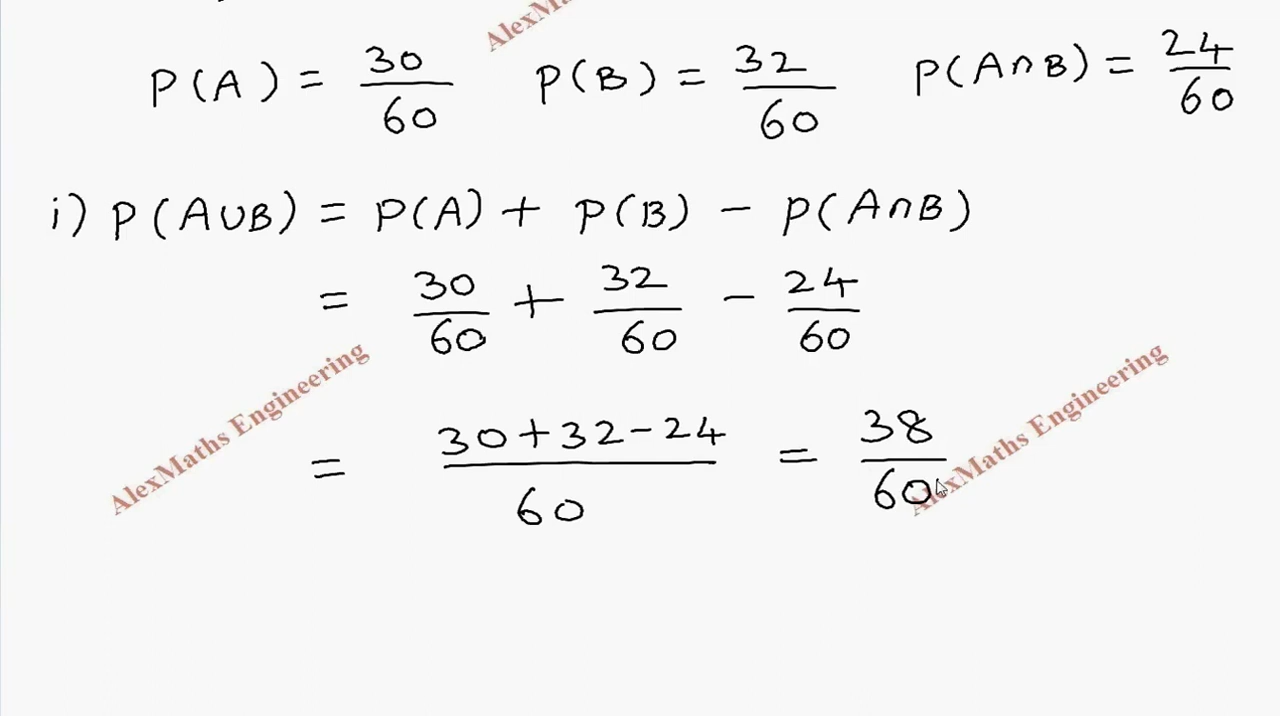 AlexMa
P(A) = 30/60 P(B) = 32/60 P(A∩B) = 24/60
i) P(A∪B) = P(A) + P(B) - P(A∩B)
= 30/60 + 32/60 - 24/60
= 30+32-24/60 = 38/60
AlexMaths Engineering
AlexMaths Engineering